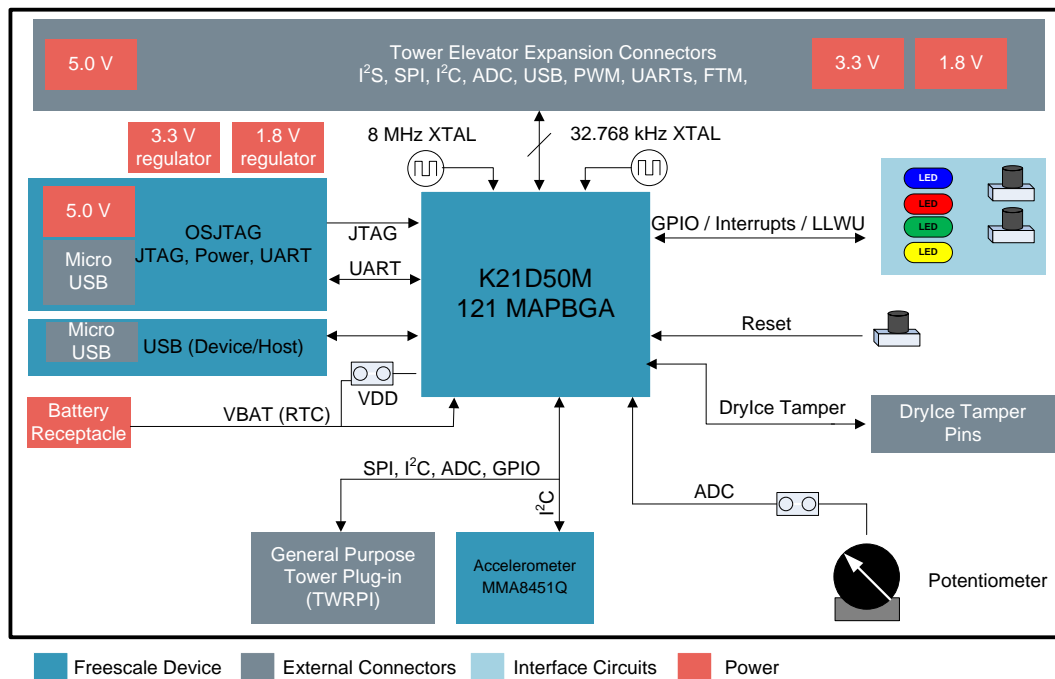 5.0 V
Tower Elevator Expansion Connectors
I²S, SPI, I²C, ADC, USB, PWM, UARTs, FTM,
3.3 V
1.8 V
3.3 V
regulator
1.8 V
regulator
8 MHz XTAL
32.768 kHz XTAL
5.0 V
Micro
USB
OSJTAG
JTAG, Power, UART
JTAG
UART
K21D50M
121 MAPBGA
GPIO / Interrupts / LLWU
LED
LED
LED
LED
Micro
USB
USB (Device/Host)
Reset
VDD
Battery
Receptacle
VBAT (RTC)
DryIce Tamper
DryIce Tamper
Pins
SPI, I²C, ADC, GPIO
I²C
ADC
General Purpose
Tower Plug-in
(TWRPI)
Accelerometer
MMA8451Q
Potentiometer
Freescale Device
External Connectors
Interface Circuits
Power